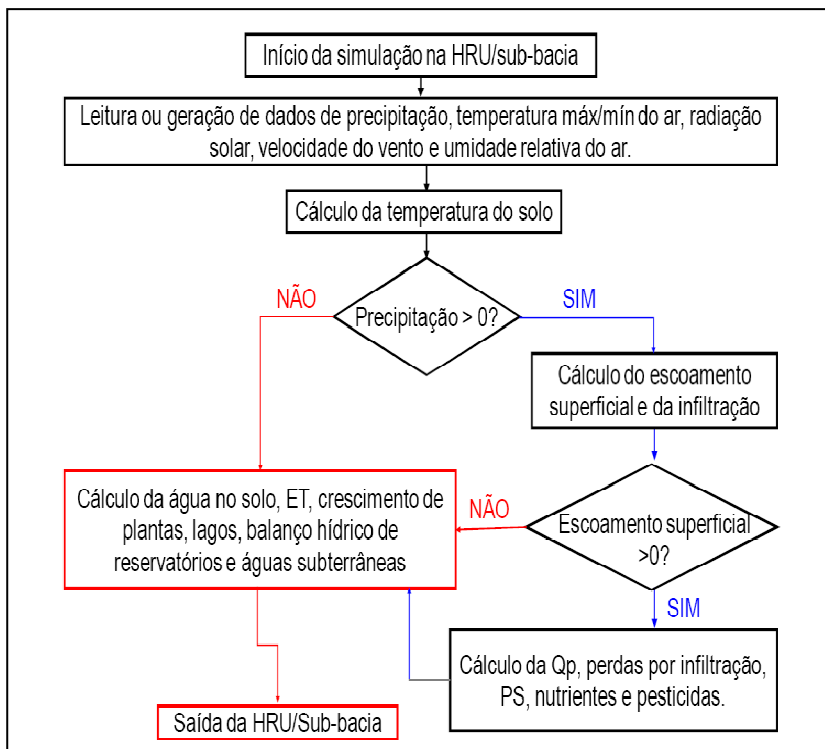 Início da simulação na HRU/sub-bacia
Leitura ou geração de dados de precipitação, temperatura máx/mín do ar, radiação
solar, velocidade do vento e umidade relativa do ar.
Cálculo da temperatura do solo
NÃO
SIM
Precipitação > 0?
Cálculo do escoamento
superficial e da infiltração
Cálculo da água no solo, ET, crescimento de
plantas, lagos, balanço hídrico de
reservatórios e águas subterrâneas
NÃO
Escoamento superficial
>0?
SIM
Cálculo da Qp, perdas por infiltração,
PS, nutrientes e pesticidas.
Saída da HRU/Sub-bacia